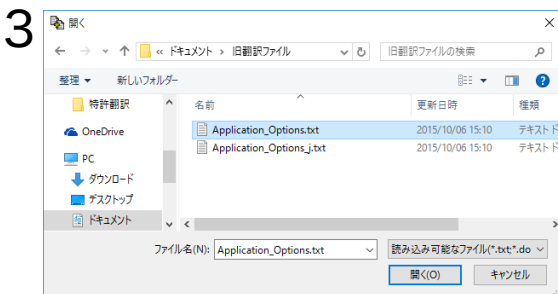 3
開く
« ドキュメント › 旧翻訳ファイル
旧翻訳ファイルの検索
整理 新しいフォルダー
特許翻訳
OneDrive
PC
ダウンロード
デスクトップ
ドキュメント
名前 更新日時 種類
Application_Options.txt 2015/10/06 15:10 テキスト ド
Application_Options_j.txt 2015/10/06 15:10 テキスト ド
ファイル名(N): Application_Options.txt 読み込み可能なファイル(*.txt;*.do
開く(O) キャンセル